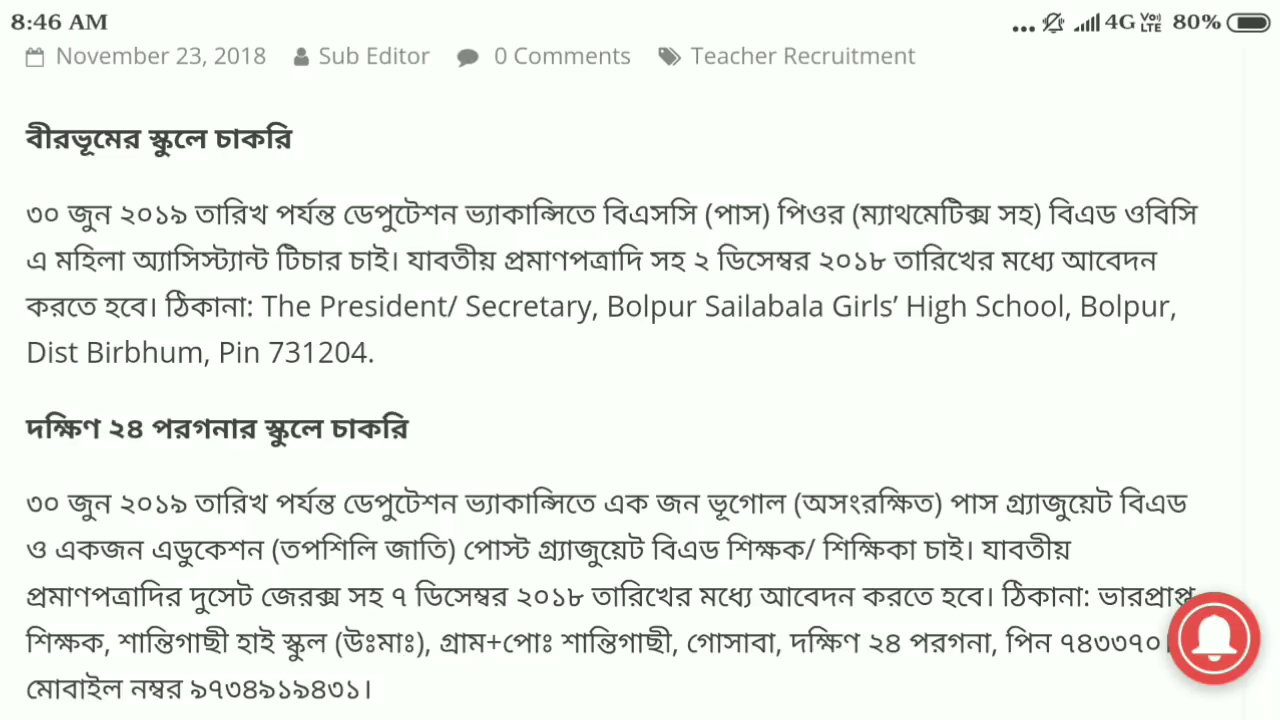 8:46 AM ... 4G Vo) LTE 80%
November 23, 2018 Sub Editor 0 Comments Teacher Recruitment
বীরভূমের স্কুলে চাকরি
৩০ জুন ২০১৯ তারিখ পর্যন্ত ডেপুটেশন ভ্যাকান্সিতে বিএসসি (পাস) পিওর (ম্যাথমেটিক্স সহ) বিএড ওবিসি
এ মহিলা অ্যাসিস্ট্যান্ট টিচার চাই। যাবতীয় প্রমাণপত্রাদি সহ ২ ডিসেম্বর ২০১৮ তারিখের মধ্যে আবেদন
করতে হবে। ঠিকানা: The President/ Secretary, Bolpur Sailabala Girls’ High School, Bolpur,
Dist Birbhum, Pin 731204.
দক্ষিণ ২৪ পরগনার স্কুলে চাকরি
৩০ জুন ২০১৯ তারিখ পর্যন্ত ডেপুটেশন ভ্যাকান্সিতে এক জন ভূগোল (অসংরক্ষিত) পাস গ্র্যাজুয়েট বিএড
ও একজন এডুকেশন (তপশিলি জাতি) পোস্ট গ্র্যাজুয়েট বিএড শিক্ষক/ শিক্ষিকা চাই। যাবতীয়
প্রমাণপত্রাদির দুসেট জেরক্স সহ ৭ ডিসেম্বর ২০১৮ তারিখের মধ্যে আবেদন করতে হবে। ঠিকানা: ভারপ্রাপ্ত
শিক্ষক, শান্তিগাছী হাই স্কুল (উঃমাঃ), গ্রাম+পোঃ শান্তিগাছী, গোসাবা, দক্ষিণ ২৪ পরগনা, পিন ৭৪৩৩৭০।
মোবাইল নম্বর ৯৭৩৪৯১৯৪৩১।